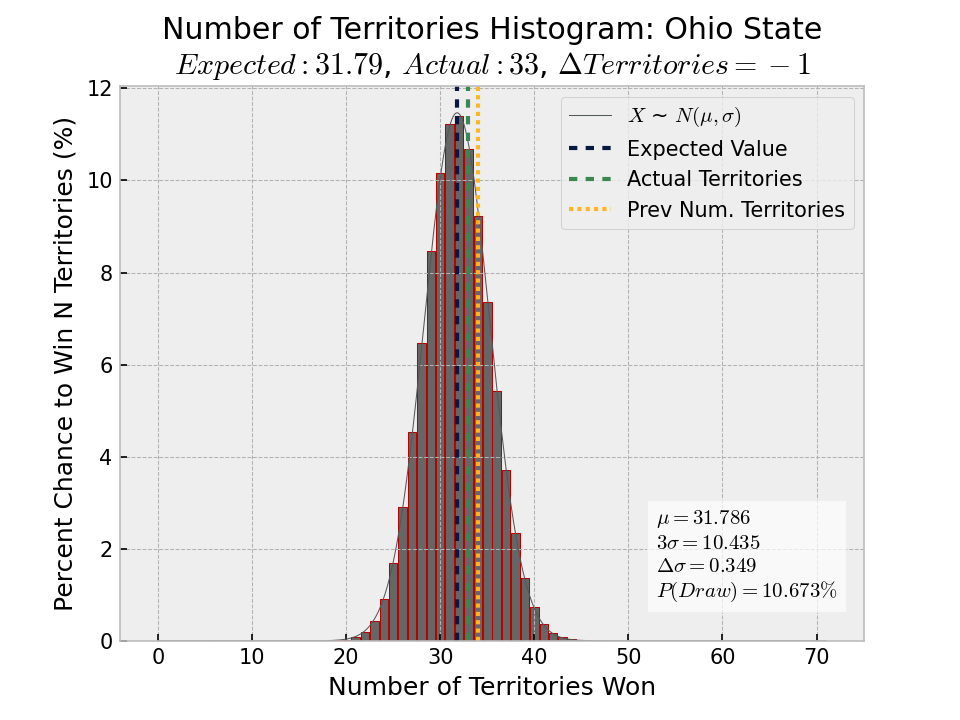 Number of Territories Histogram: Ohio State
Expected : 31.79, Actual : 33, ΔTerritories = − 1
Percent Chance to Win N Territories (%)
12
10
8
6
4
2
0
X ∼ N(μ, σ)
Expected Value
Actual Territories
Prev Num. Territories
μ = 31.786
3σ = 10.435
Δσ = 0.349
P(Draw) = 10.673%
0 10 20 30 40 50 60 70
Number of Territories Won